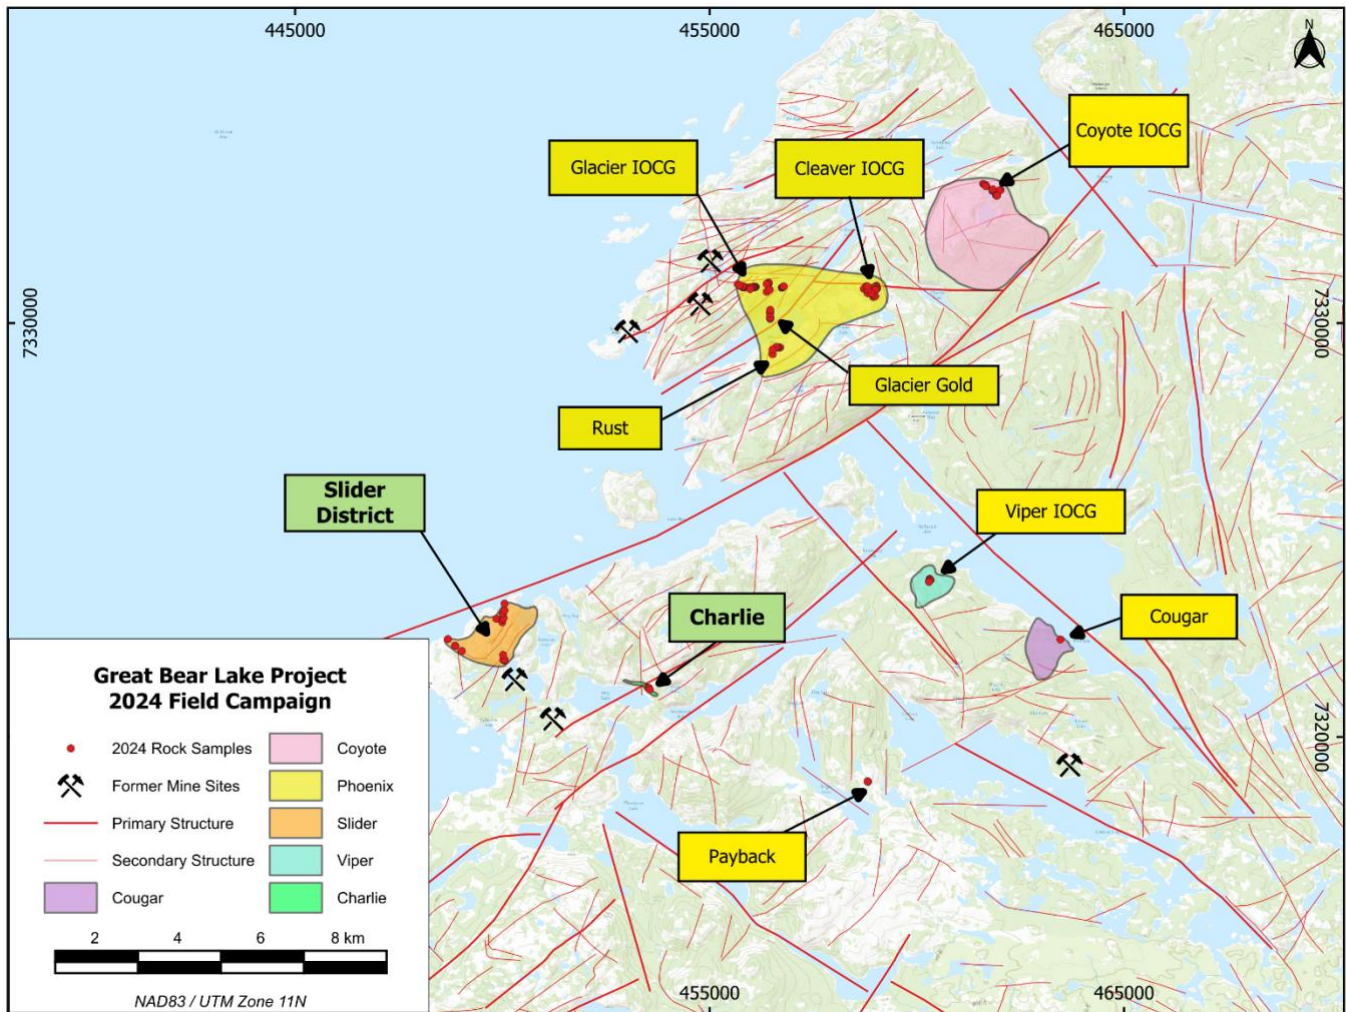 445000
455000
465000
N
Coyote IOCG
Glacier IOCG
Cleaver IOCG
7330000
7330000
Glacier Gold
Rust
Slider
District
Viper IOCG
Charlie
Cougar
7320000
Payback
Great Bear Lake Project
2024 Field Campaign
2024 Rock Samples
Coyote
Former Mine Sites
Phoenix
Primary Structure
Slider
Secondary Structure
Viper
Cougar
Charlie
2 4 6 8 km
NAD83 / UTM Zone 11N
455000
465000